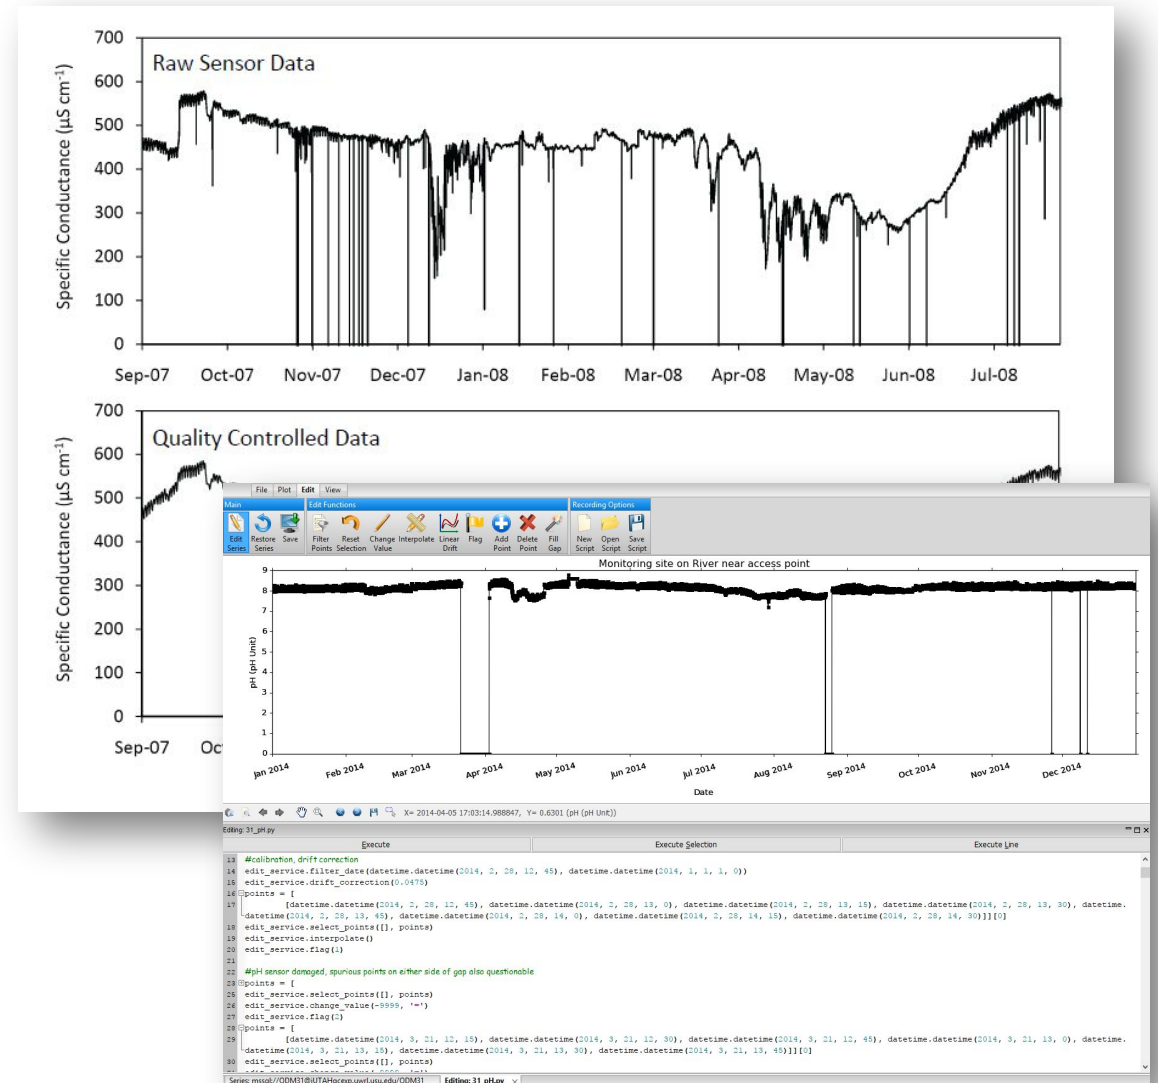 700
Raw Sensor Data
600
500
400
300
200
100
0
Specific Conductance (µS cm⁻¹)
Sep-07 Oct-07 Nov-07 Dec-07 Jan-08 Feb-08 Mar-08 Apr-08 May-08 Jun-08 Jul-08
700
Quality Controlled Data
600
500
400
300
200
100
0
Specific Conductance (µS cm⁻¹)
Sep-07 Oc
File Plot Edit View
Main Edit Functions Recording Options
Edit Series Restore Series Save Filter Points Reset Selection Change Value Interpolate Linear Drift Flag Add Point Delete Point Fill Gap New Script Open Script Save Script
Monitoring site on River near access point
9
8
7
6
5
4
3
2
1
0
pH (pH Unit)
Jan 2014 Feb 2014 Mar 2014 Apr 2014 May 2014 Jun 2014 Jul 2014 Aug 2014 Sep 2014 Oct 2014 Nov 2014 Dec 2014
Date
X= 2014-04-05 17:03:14.988847, Y= 0.6301 (pH (pH Unit))
Editing: 31_pH.py
Execute Execute Selection Execute Line
13 #calibration, drift correction
14 edit_service.filter_date(datetime.datetime(2014, 2, 28, 12, 45), datetime.datetime(2014, 1, 1, 1, 0))
15 edit_service.drift_correction(0.0475)
16 points = [
17 [datetime.datetime(2014, 2, 28, 12, 45), datetime.datetime(2014, 2, 28, 13, 0), datetime.datetime(2014, 2, 28, 13, 15), datetime.datetime(2014, 2, 28, 13, 30), datetime.
datetime(2014, 2, 28, 13, 45), datetime.datetime(2014, 2, 28, 14, 0), datetime.datetime(2014, 2, 28, 14, 15), datetime.datetime(2014, 2, 28, 14, 30)]][0]
18 edit_service.select_points([], points)
19 edit_service.interpolate()
20 edit_service.flag(1)
21
22 #pH sensor damaged, spurious points on either side of gap also questionable
23 points = [
25 edit_service.select_points([], points)
26 edit_service.change_value(-9999, '=')
27 edit_service.flag(2)
28 points = [
29 [datetime.datetime(2014, 3, 21, 12, 15), datetime.datetime(2014, 3, 21, 12, 30), datetime.datetime(2014, 3, 21, 12, 45), datetime.datetime(2014, 3, 21, 13, 0), datetime.
datetime(2014, 3, 21, 13, 15), datetime.datetime(2014, 3, 21, 13, 30), datetime.datetime(2014, 3, 21, 13, 45)]][0]
30 edit_service.select_points([], points)
Editing: 31_pH.py